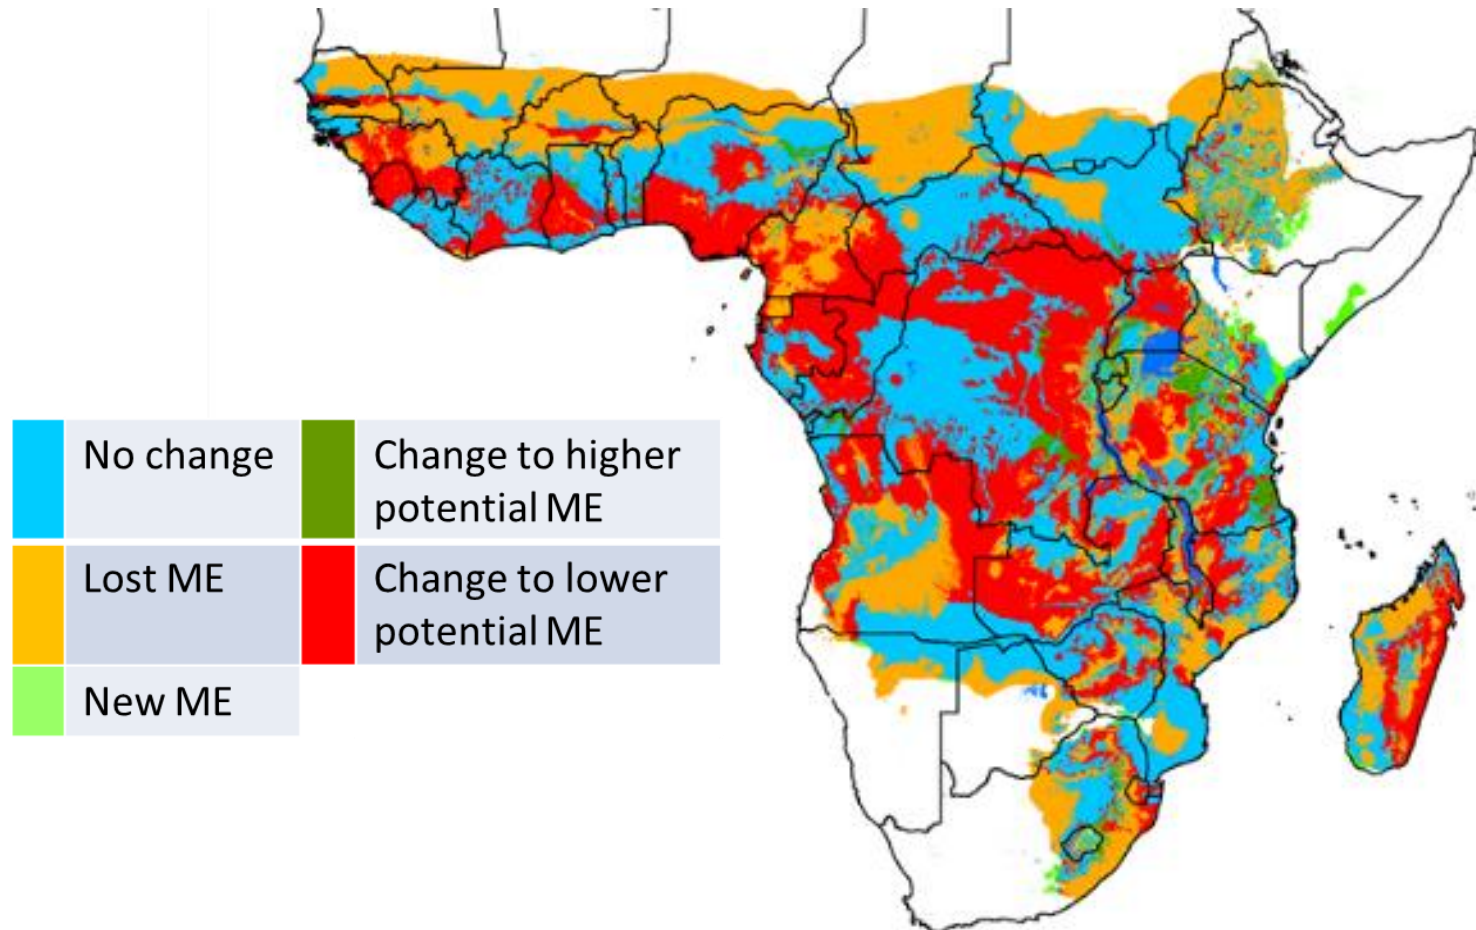 No change
Change to higher
potential ME
Lost ME
Change to lower
potential ME
New ME